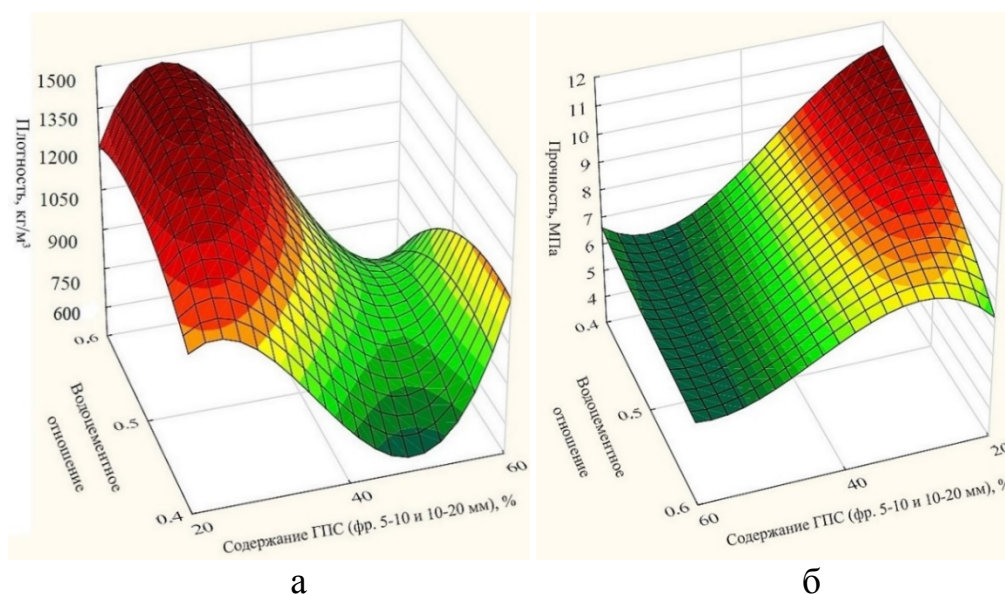 1500
1350
1200
1050
900
750
600
Плотность, кг/м³
0.6
0.5
0.4
Водоцементное
отношение
20
40
60
Содержание ГПС (фр. 5-10 и 10-20 мм), %
а
12
11
10
9
8
7
6
5
4
Прочность, МПа
0.4
0.5
0.6
Водоцементное
отношение
60
40
20
Содержание ГПС (фр. 5-10 и 10-20 мм), %
б